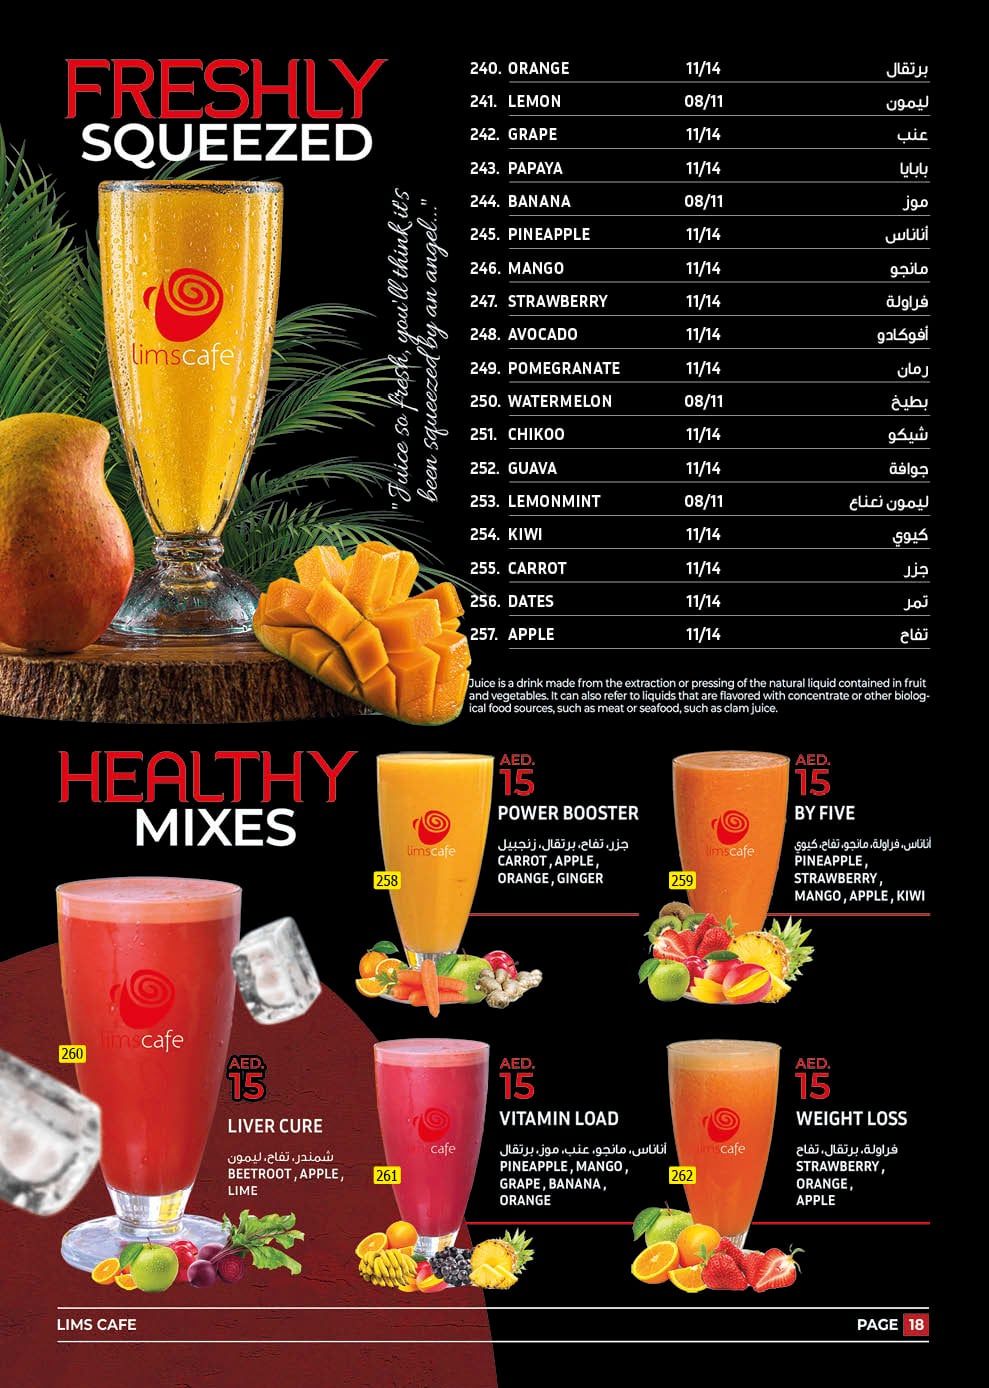 FRESHLY
SQUEEZED
limscafe
"Juice so fresh, you'll think it's
been squeezed by an angel..."
240. ORANGE 11/14 برتقال
241. LEMON 08/11 ليمون
242. GRAPE 11/14 عنب
243. PAPAYA 11/14 بابايا
244. BANANA 08/11 موز
245. PINEAPPLE 11/14 أناناس
246. MANGO 11/14 مانجو
247. STRAWBERRY 11/14 فراولة
248. AVOCADO 11/14 أفوكادو
249. POMEGRANATE 11/14 رمان
250. WATERMELON 08/11 بطيخ
251. CHIKOO 11/14 شيكو
252. GUAVA 11/14 جوافة
253. LEMONMINT 08/11 ليمون نعناع
254. KIWI 11/14 كيوي
255. CARROT 11/14 جزر
256. DATES 11/14 تمر
257. APPLE 11/14 تفاح
Juice is a drink made from the extraction or pressing of the natural liquid contained in fruit
and vegetables. It can also refer to liquids that are flavored with concentrate or other biolog-
ical food sources, such as meat or seafood, such as clam juice.
HEALTHY
MIXES
limscafe
258
AED.
15
POWER BOOSTER
جزر، تفاح، برتقال، زنجبيل
CARROT , APPLE ,
ORANGE , GINGER
limscafe
259
AED.
15
BY FIVE
أناناس، فراولة، مانجو، تفاح، كيوي
PINEAPPLE ,
STRAWBERRY ,
MANGO , APPLE , KIWI
limscafe
260
AED.
15
LIVER CURE
شمندر، تفاح، ليمون
BEETROOT , APPLE ,
LIME
limscafe
261
AED.
15
VITAMIN LOAD
أناناس، مانجو، عنب، موز، برتقال
PINEAPPLE , MANGO ,
GRAPE , BANANA ,
ORANGE
limscafe
262
AED.
15
WEIGHT LOSS
فراولة، برتقال، تفاح
STRAWBERRY ,
ORANGE ,
APPLE
LIMS CAFE
PAGE 18